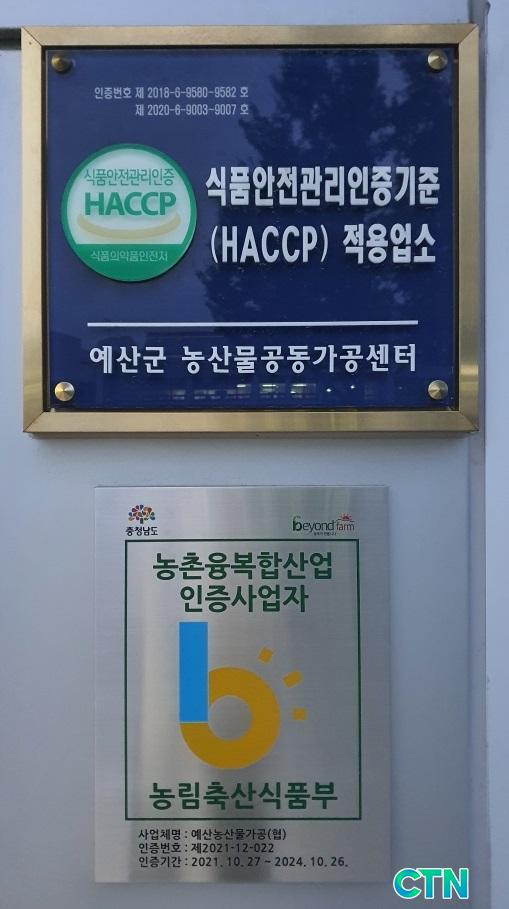 인증번호 제 2018-6-9580~9582 호
제 2020-6-9003~9007 호
식품안전관리인증
HACCP
식품의약품안전처
식품안전관리인증기준
(HACCP) 적용업소
예산군 농산물공동가공센터
충청남도
beyond farm
농촌융복합산업
인증사업자
농림축산식품부
사업체명 : 예산농산물가공(협)
인증번호 : 제2021-12-022
인증기간 : 2021. 10. 27 ~ 2024. 10. 26.
CTN